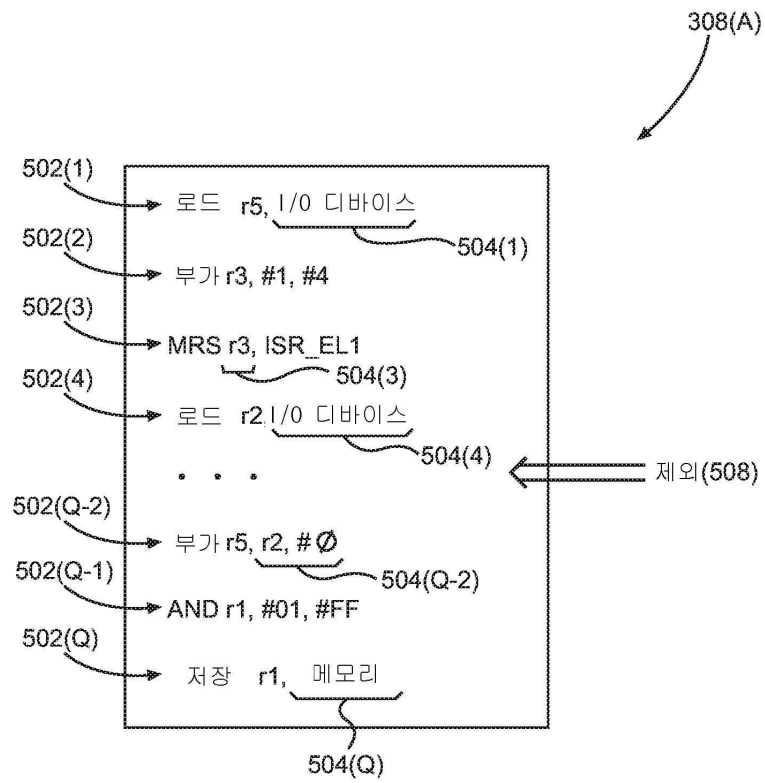 308(A)
502(1)
로드 r5, I/0 디바이스
504(1)
502(2)
부가 r3, #1, #4
502(3)
MRS r3, ISR_EL1
504(3)
502(4)
로드 r2, I/0 디바이스
504(4)
. . .
제외(508)
502(Q-2)
부가 r5, r2, #Ø
504(Q-2)
502(Q-1)
AND r1, #01, #FF
502(Q)
저장 r1, 메모리
504(Q)